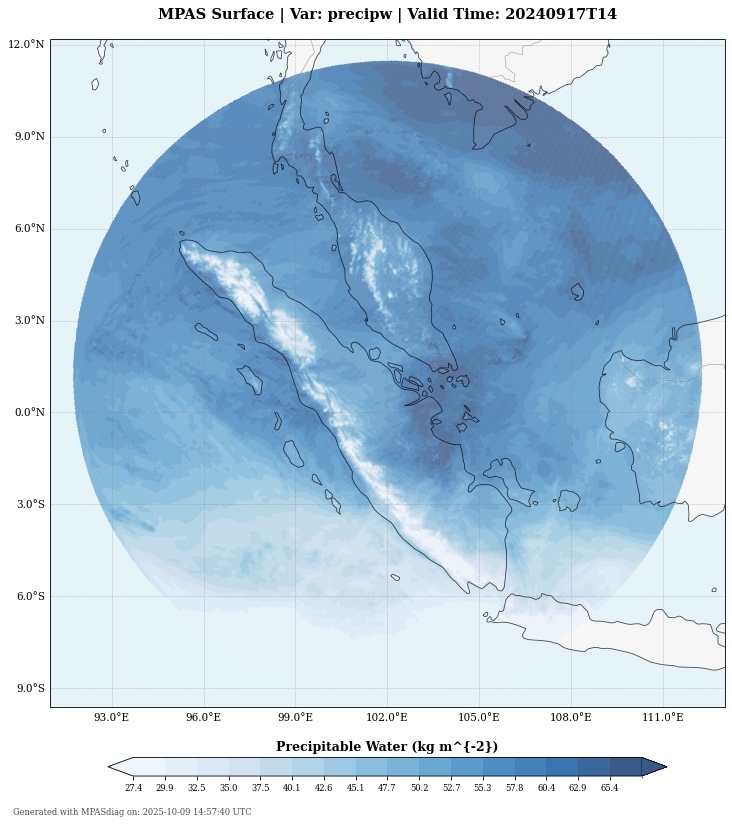 MPAS Surface | Var: precipw | Valid Time: 20240917T14
12.0°N
9.0°N
6.0°N
3.0°N
0.0°N
3.0°S
6.0°S
9.0°S
93.0°E 96.0°E 99.0°E 102.0°E 105.0°E 108.0°E 111.0°E
Precipitable Water (kg m^{-2})
27.4 29.9 32.5 35.0 37.5 40.1 42.6 45.1 47.7 50.2 52.7 55.3 57.8 60.4 62.9 65.4
Generated with MPASdiag on: 2025-10-09 14:57:40 UTC